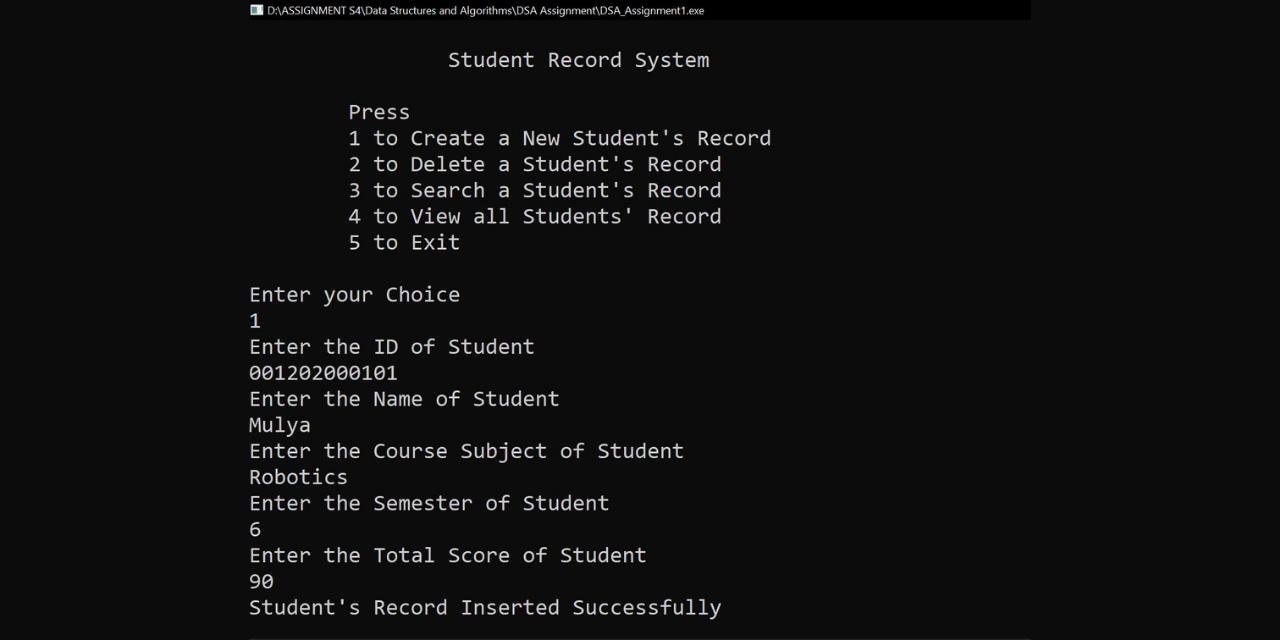 D:\ASSIGNMENT S4\Data Structures and Algorithms\DSA Assignment\DSA_Assignment1.exe
Student Record System
Press
1 to Create a New Student's Record
2 to Delete a Student's Record
3 to Search a Student's Record
4 to View all Students' Record
5 to Exit
Enter your Choice
1
Enter the ID of Student
001202000101
Enter the Name of Student
Mulya
Enter the Course Subject of Student
Robotics
Enter the Semester of Student
6
Enter the Total Score of Student
90
Student's Record Inserted Successfully